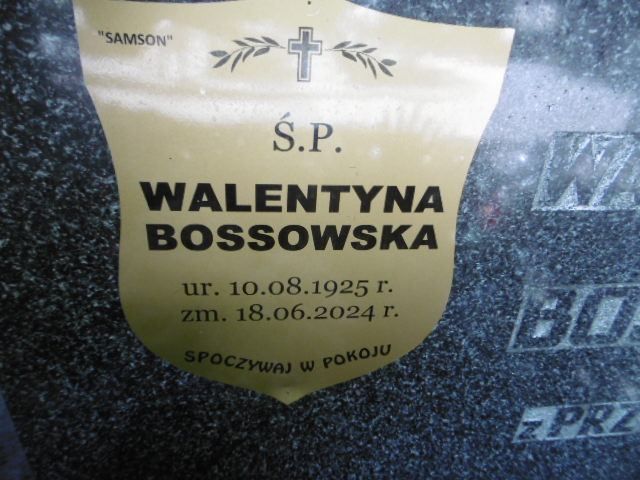 "SAMSON"
Ś.P.
WALENTYNA
BOSSOWSKA
ur. 10.08.1925 r.
zm. 18.06.2024 r.
SPOCZYWAJ W POKOJU